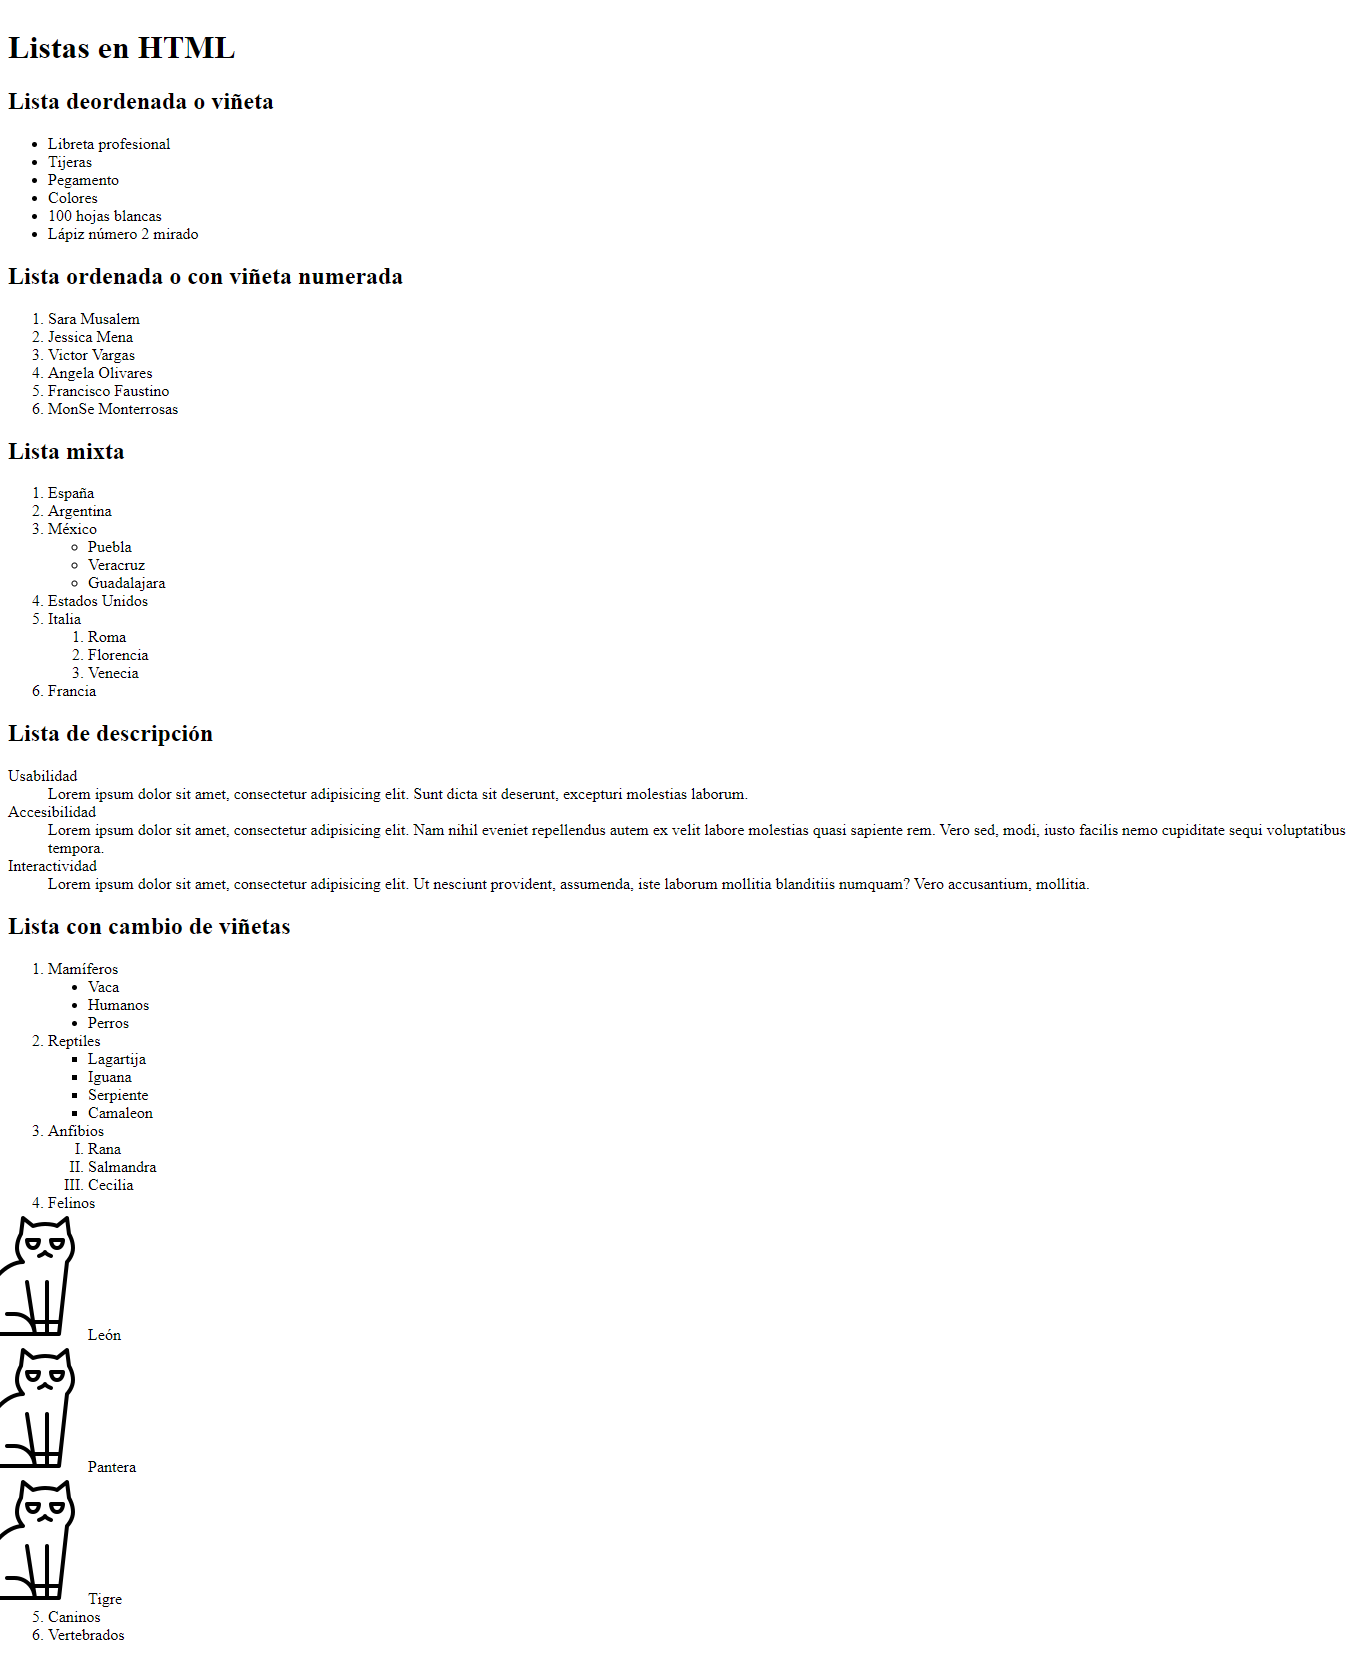 Listas en HTML
Lista deordenada o viñeta
• Libreta profesional
• Tijeras
• Pegamento
• Colores
• 100 hojas blancas
• Lápiz número 2 mirado
Lista ordenada o con viñeta numerada
1. Sara Musalem
2. Jessica Mena
3. Victor Vargas
4. Angela Olivares
5. Francisco Faustino
6. MonSe Monterrosas
Lista mixta
1. España
2. Argentina
3. México
○ Puebla
○ Veracruz
○ Guadalajara
4. Estados Unidos
5. Italia
1. Roma
2. Florencia
3. Venecia
6. Francia
Lista de descripción
Usabilidad
Lorem ipsum dolor sit amet, consectetur adipisicing elit. Sunt dicta sit deserunt, excepturi molestias laborum.
Accesibilidad
Lorem ipsum dolor sit amet, consectetur adipisicing elit. Nam nihil eveniet repellendus autem ex velit labore molestias quasi sapiente rem. Vero sed, modi, iusto facilis nemo cupiditate sequi voluptatibus
tempora.
Interactividad
Lorem ipsum dolor sit amet, consectetur adipisicing elit. Ut nesciunt provident, assumenda, iste laborum mollitia blanditiis numquam? Vero accusantium, mollitia.
Lista con cambio de viñetas
1. Mamíferos
• Vaca
• Humanos
• Perros
2. Reptiles
▪ Lagartija
▪ Iguana
▪ Serpiente
▪ Camaleon
3. Anfibios
I. Rana
II. Salmandra
III. Cecilia
4. Felinos
León
Pantera
Tigre
5. Caninos
6. Vertebrados